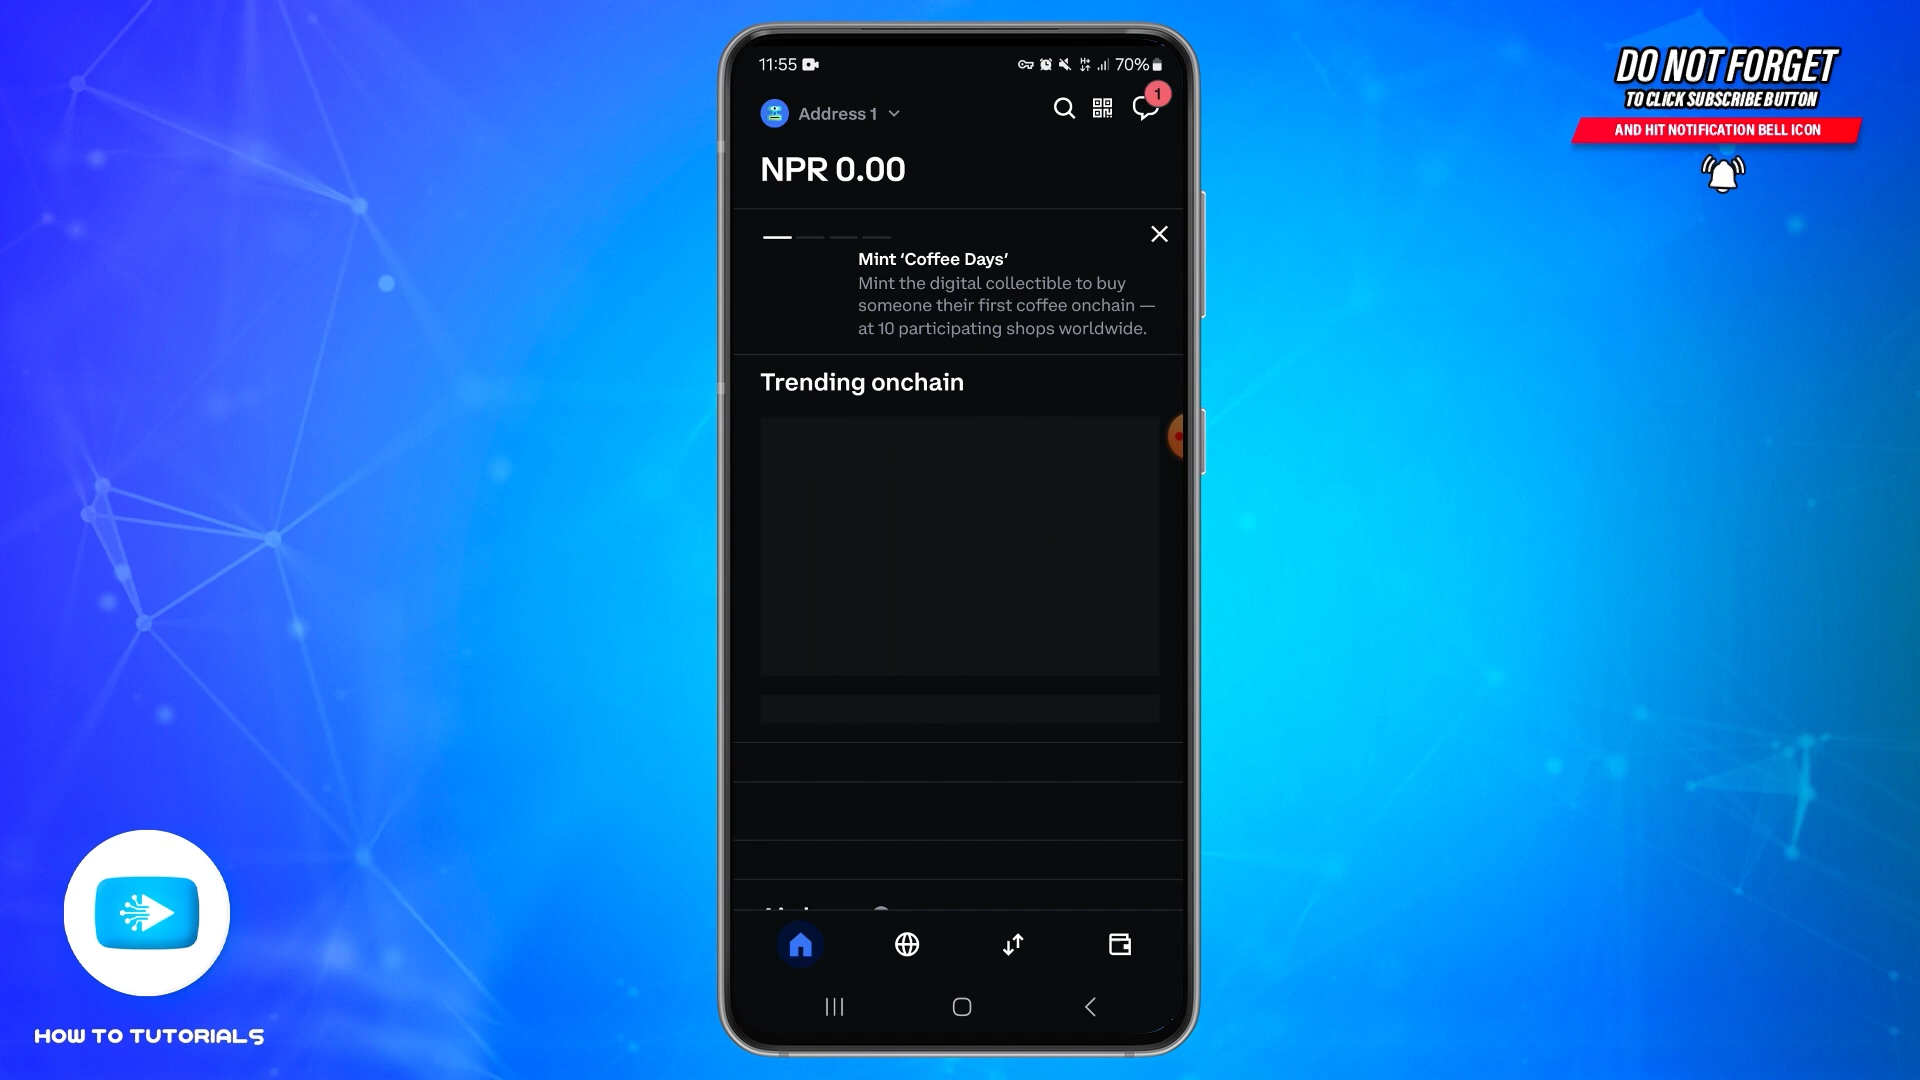 DO NOT FORGET
TO CLICK SUBSCRIBE BUTTON
AND HIT NOTIFICATION BELL ICON
11:55
70%
Address 1
1
NPR 0.00
Mint ‘Coffee Days’
Mint the digital collectible to buy
someone their first coffee onchain —
at 10 participating shops worldwide.
Trending onchain
HOW TO TUTORIALS